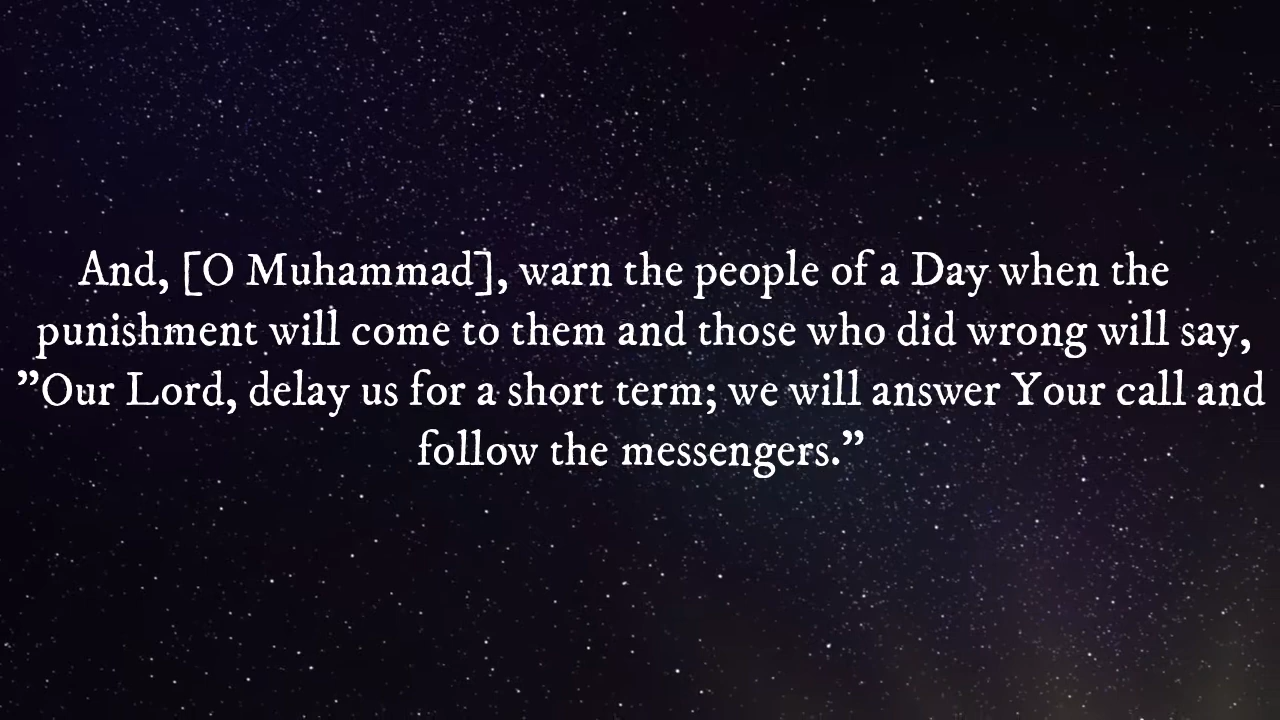 And, [O Muhammad], warn the people of a Day when the
punishment will come to them and those who did wrong will say,
”Our Lord, delay us for a short term; we will answer Your call and
follow the messengers.”